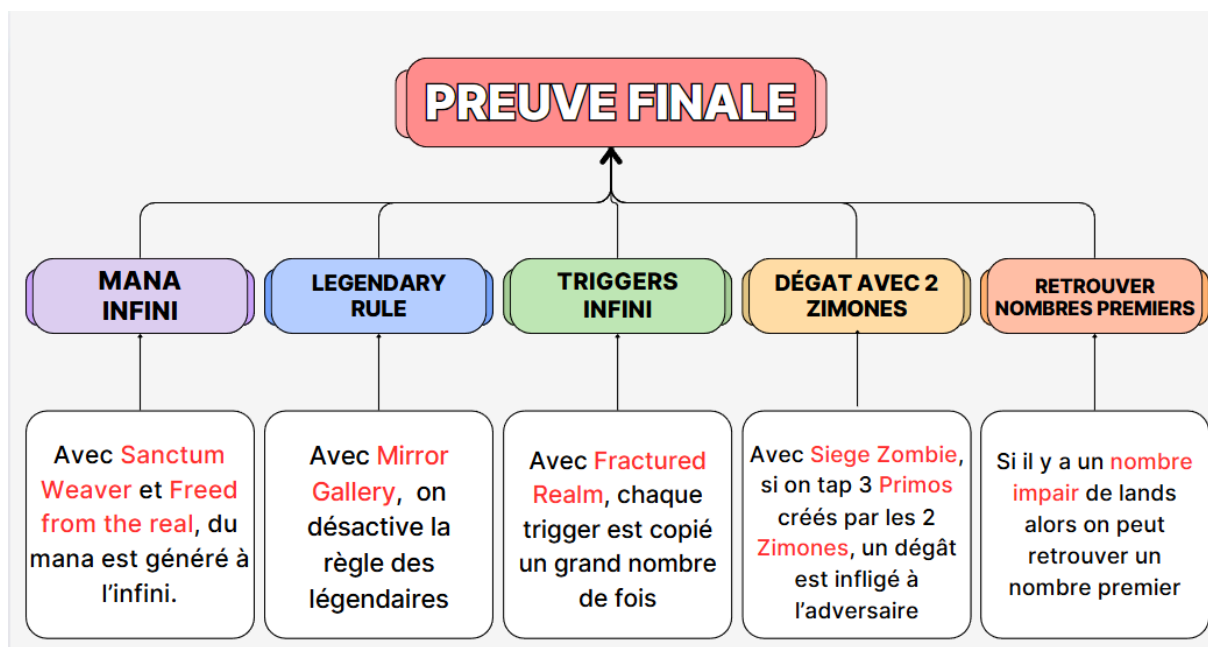 PREUVE FINALE
MANA
INFINI
LEGENDARY
RULE
TRIGGERS
INFINI
DÉGAT AVEC 2
ZIMONES
RETROUVER
NOMBRES PREMIERS
Avec Sanctum
Weaver et Freed
from the real, du
mana est généré à
l'infini.
Avec Mirror
Gallery, on
désactive la
règle des
légendaires
Avec Fractured
Realm, chaque
trigger est copié
un grand nombre
de fois
Avec Siege Zombie,
si on tap 3 Primos
créés par les 2
Zimones, un dégât
est infligé à
l'adversaire
Si il y a un nombre
impair de lands
alors on peut
retrouver un
nombre premier